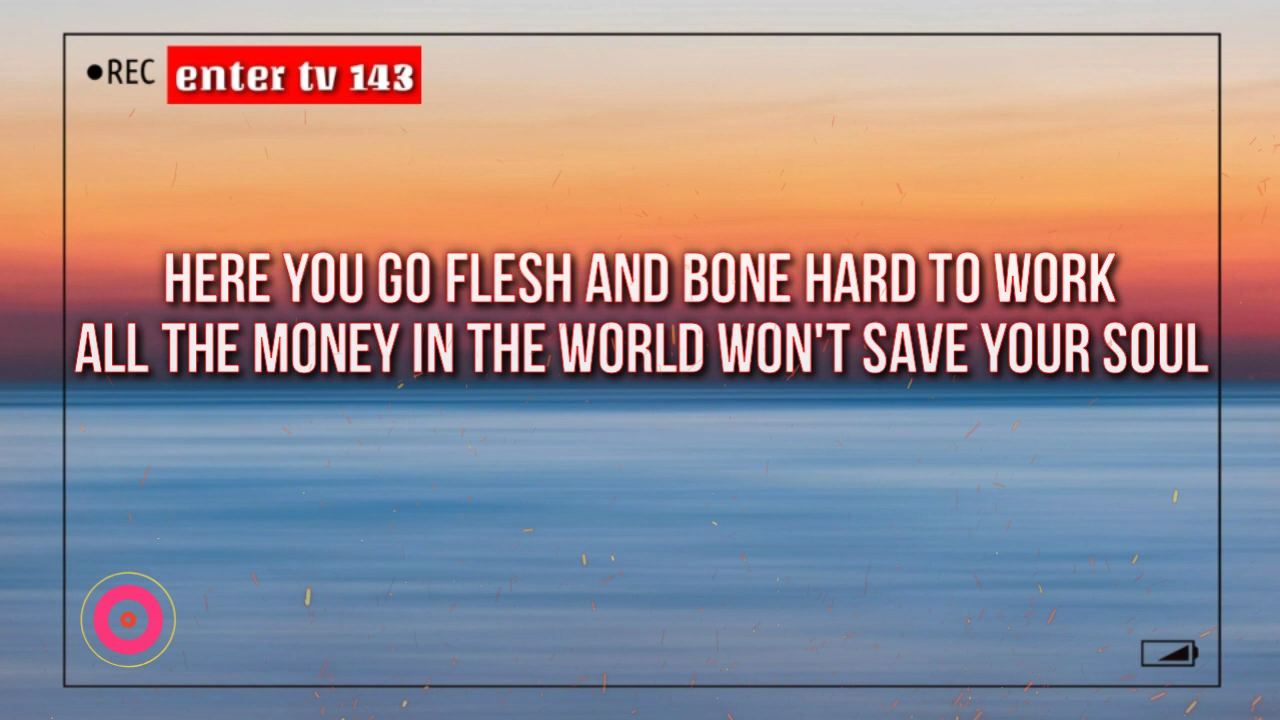 REC enter tv 143
HERE YOU GO FLESH AND BONE HARD TO WORK
ALL THE MONEY IN THE WORLD WON'T SAVE YOUR SOUL